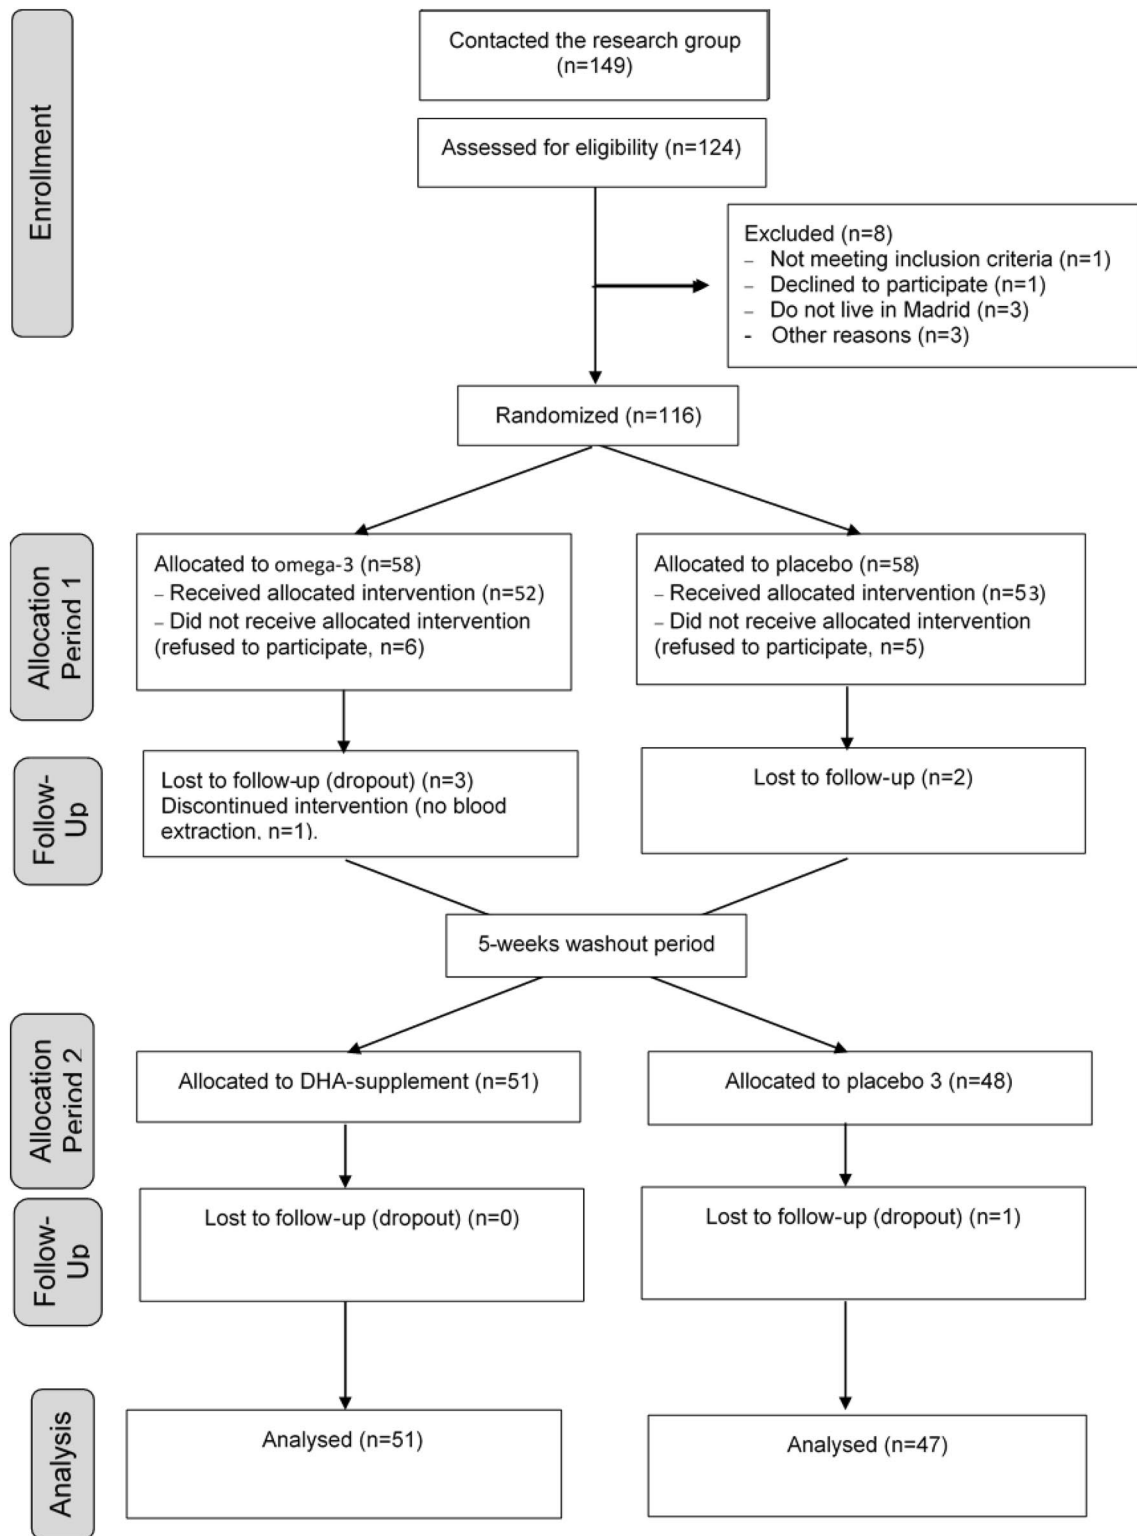 Enrollment
Contacted the research group
(n=149)
Assessed for eligibility (n=124)
Excluded (n=8)
– Not meeting inclusion criteria (n=1)
– Declined to participate (n=1)
– Do not live in Madrid (n=3)
- Other reasons (n=3)
Randomized (n=116)
Allocation
Period 1
Allocated to omega-3 (n=58)
– Received allocated intervention (n=52)
– Did not receive allocated intervention
(refused to participate, n=6)
Allocated to placebo (n=58)
– Received allocated intervention (n=53)
– Did not receive allocated intervention
(refused to participate, n=5)
Follow-
Up
Lost to follow-up (dropout) (n=3)
Discontinued intervention (no blood
extraction, n=1).
Lost to follow-up (n=2)
5-weeks washout period
Allocation
Period 2
Allocated to DHA-supplement (n=51)
Allocated to placebo 3 (n=48)
Follow-
Up
Lost to follow-up (dropout) (n=0)
Lost to follow-up (dropout) (n=1)
Analysis
Analysed (n=51)
Analysed (n=47)